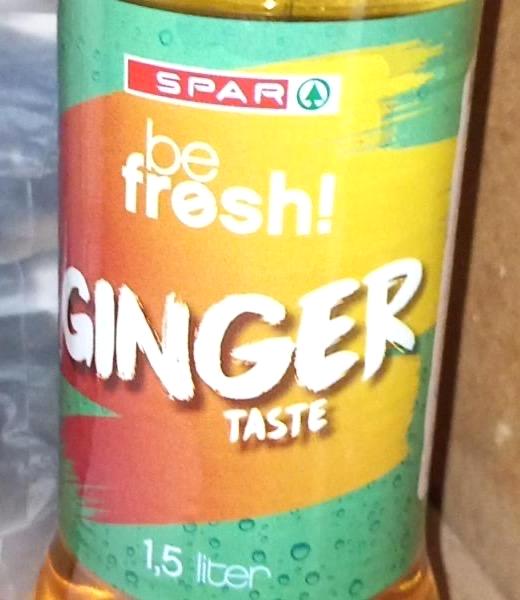 SPAR
be
fresh!
GINGER
TASTE
1,5 liter